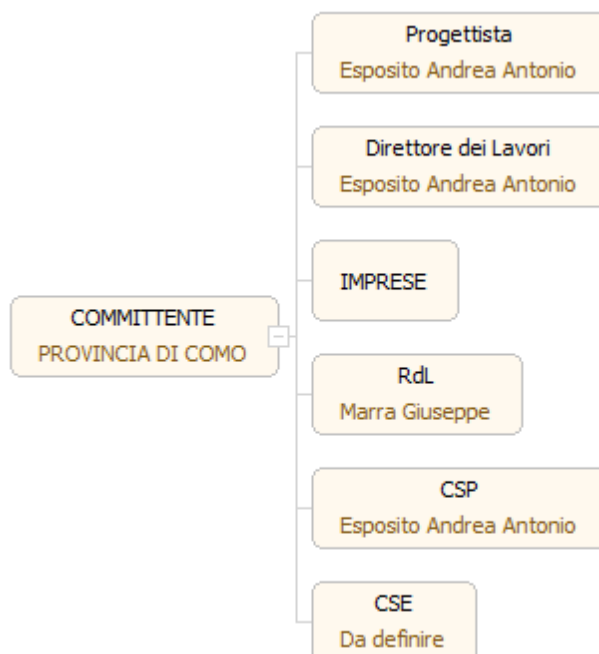 Progettista
Esposito Andrea Antonio
Direttore dei Lavori
Esposito Andrea Antonio
IMPRESE
COMMITTENTE
PROVINCIA DI COMO
RdL
Marra Giuseppe
CSP
Esposito Andrea Antonio
CSE
Da definire